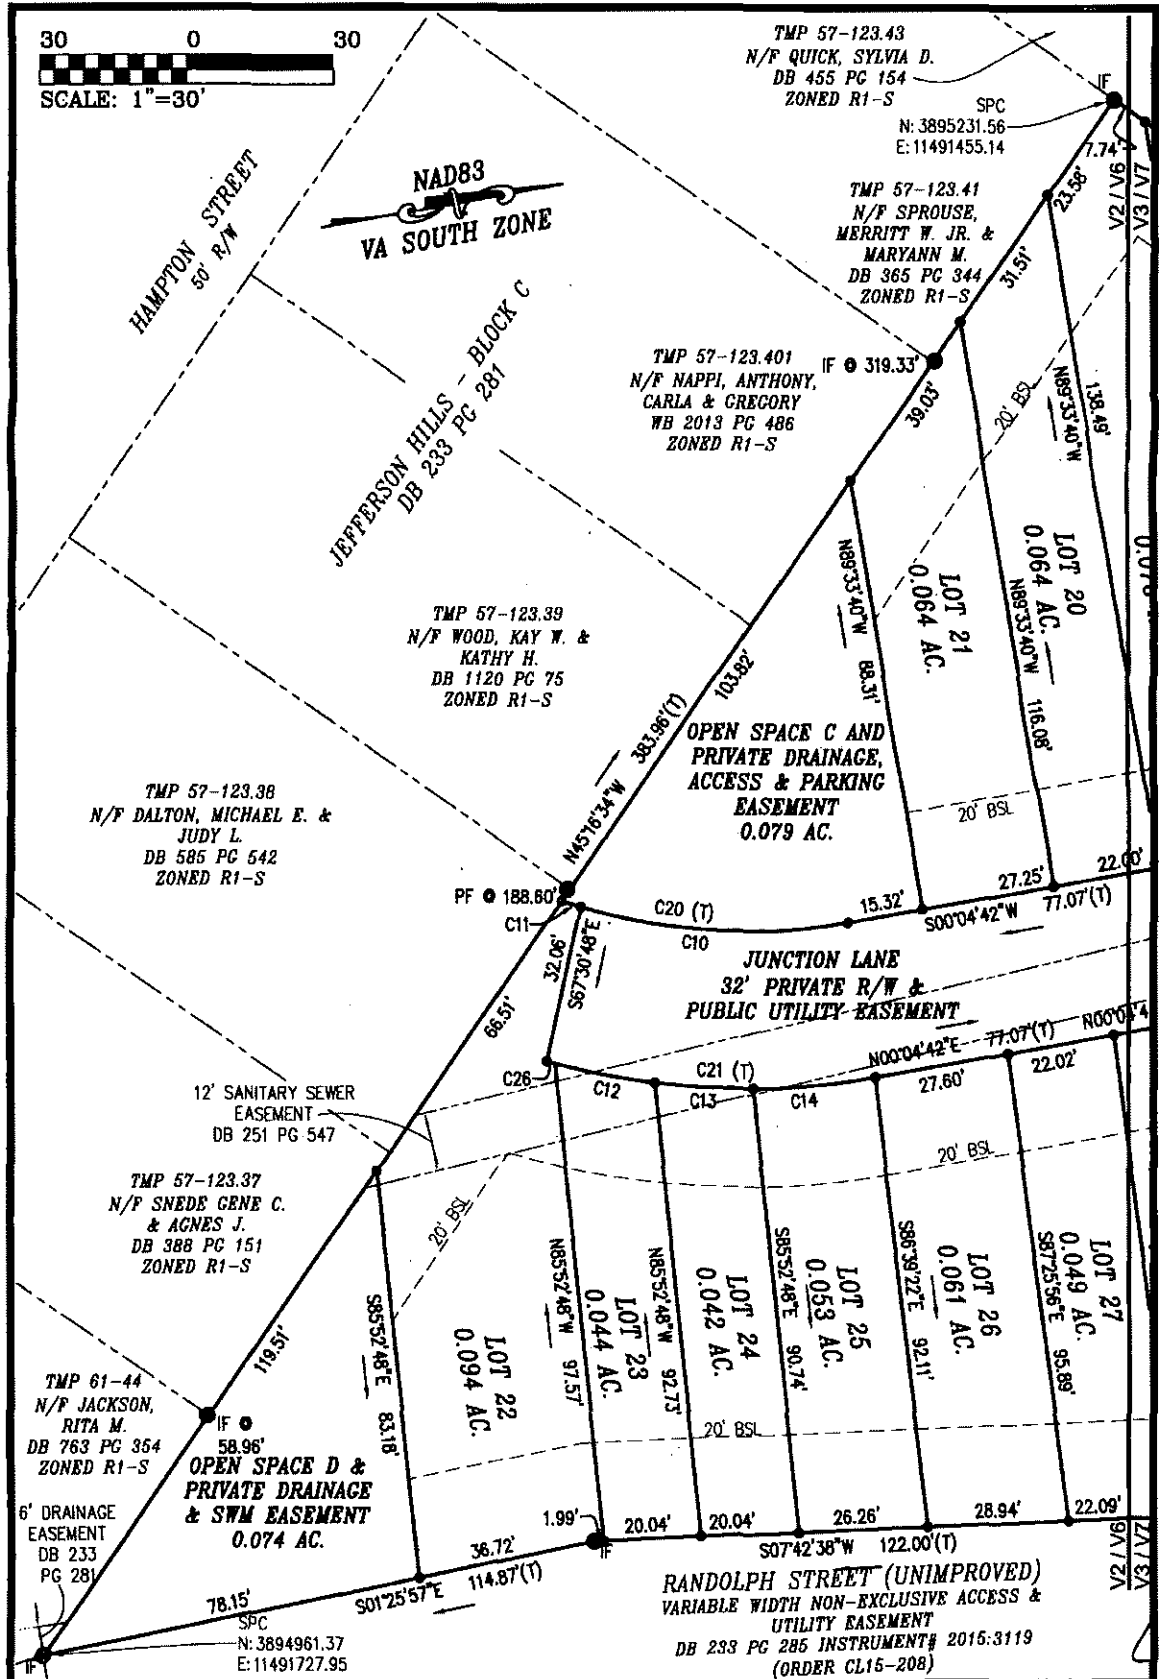 30 0 30
SCALE: 1"=30'
TMP 57-123.43
N/F QUICK, SYLVIA D.
DB 455 PG 154
ZONED R1-S
IF
SPC
N: 3895231.56
E: 11491455.14
7.74'
V2 / V6
V3 / V7
23.58'
HAMPTON STREET
50' R/W
NAD83
VA SOUTH ZONE
TMP 57-123.41
N/F SPROUSE,
MERRITT W. JR. &
MARYANN M.
DB 365 PG 344
ZONED R1-S
31.51'
JEFFERSON HILLS - BLOCK C
DB 233 PG 281
TMP 57-123.401
N/F NAPPI, ANTHONY,
CARLA & GREGORY
WB 2013 PG 486
ZONED R1-S
IF @ 319.33'
39.03'
20' BSL
N89°33'40"W
138.49'
LOT 20
0.064 AC.
N89°33'40"W 116.08'
LOT 21
0.064 AC.
N89°33'40"W 88.31'
TMP 57-123.39
N/F WOOD, KAY W. &
KATHY H.
DB 1120 PG 75
ZONED R1-S
103.82'
N45°16'34"W 383.96'(T)
OPEN SPACE C AND
PRIVATE DRAINAGE,
ACCESS & PARKING
EASEMENT
0.079 AC.
20' BSL
TMP 57-123.38
N/F DALTON, MICHAEL E. &
JUDY L.
DB 585 PG 542
ZONED R1-S
PF @ 188.60'
C11
C20 (T)
C10
15.32'
27.25'
22.00'
S00°04'42"W
77.07'(T)
32.06'
S67°30'48"E
66.51'
JUNCTION LANE
32' PRIVATE R/W &
PUBLIC UTILITY EASEMENT
C26
C12
C21 (T)
C13
C14
N00°04'42"E
77.07'(T)
27.60'
22.02'
N00°04'4
12' SANITARY SEWER
EASEMENT
DB 251 PG 547
TMP 57-123.37
N/F SNEDE GENE C.
& AGNES J.
DB 388 PG 151
ZONED R1-S
20' BSL
20' BSL
119.51'
S85°52'48"E 83.18'
LOT 22
0.094 AC.
N85°52'48"W 97.57'
LOT 23
0.044 AC.
N85°52'48"W 92.73'
LOT 24
0.042 AC.
S85°52'48"E 90.74'
LOT 25
0.053 AC.
S86°39'22"E 92.11'
LOT 26
0.061 AC.
S87°25'56"E 95.89'
LOT 27
0.049 AC.
20' BSL
TMP 61-44
N/F JACKSON,
RITA M.
DB 763 PG 354
ZONED R1-S
IF @
58.96'
OPEN SPACE D &
PRIVATE DRAINAGE
& SWM EASEMENT
0.074 AC.
6' DRAINAGE
EASEMENT
DB 233
PG 281
1.99'
IF
20.04'
20.04'
26.26'
28.94'
22.09'
S07°42'38"W 122.00'(T)
36.72'
S01°25'57"E 114.87'(T)
78.15'
SPC
N: 3894961.37
E: 11491727.95
IF
RANDOLPH STREET (UNIMPROVED)
VARIABLE WIDTH NON-EXCLUSIVE ACCESS &
UTILITY EASEMENT
DB 233 PG 285 INSTRUMENT# 2015:3119
(ORDER CL15-208)
V2 / V6
V3 / V7